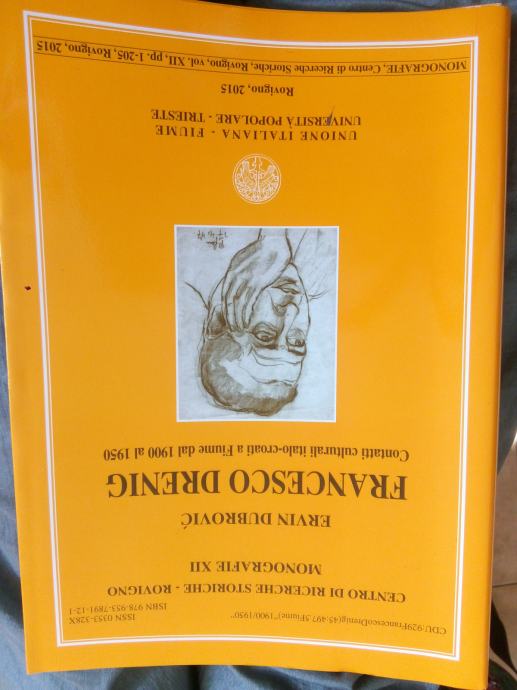 CDU:929FrancescoDrenig(45:497.5Fiume)"1900/1950"
ISSN 0353-328X
ISBN 978-953-7891-12-1
CENTRO DI RICERCHE STORICHE - ROVIGNO
MONOGRAFIE XII
ERVIN DUBROVIĆ
FRANCESCO DRENIG
Contatti culturali italo-croati a Fiume dal 1900 al 1950
UNIONE ITALIANA - FIUME
UNIVERSITÀ POPOLARE - TRIESTE
Rovigno, 2015
MONOGRAFIE, Centro di Ricerche Storiche, Rovigno, vol. XII, pp. 1-205, Rovigno, 2015